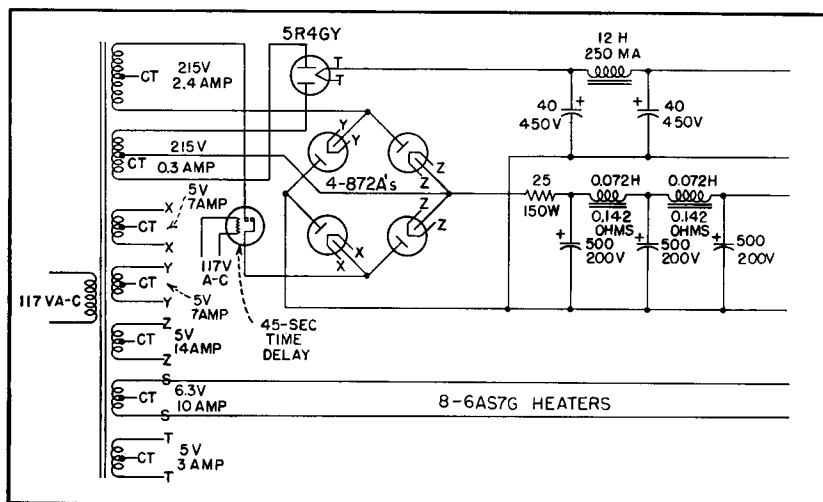 5R4GY
12 H
250 MA
CT
215V
2.4 AMP
T
T
40
450V
+
+
40
450V
CT
215V
0.3 AMP
Y
Y
Z
Z
4-872A's
Z
Z
X
X
25
150W
0.072H
0.142
OHMS
0.072H
0.142
OHMS
+
500
200V
+
500
200V
+
500
200V
X
CT
X
5V
7AMP
117V
A-C
117VA-C
Y
CT
Y
5V
7AMP
45-SEC
TIME
DELAY
Z
CT
Z
5V
14AMP
S
CT
S
6.3V
10 AMP
8-6AS7G HEATERS
T
CT
T
5V
3 AMP